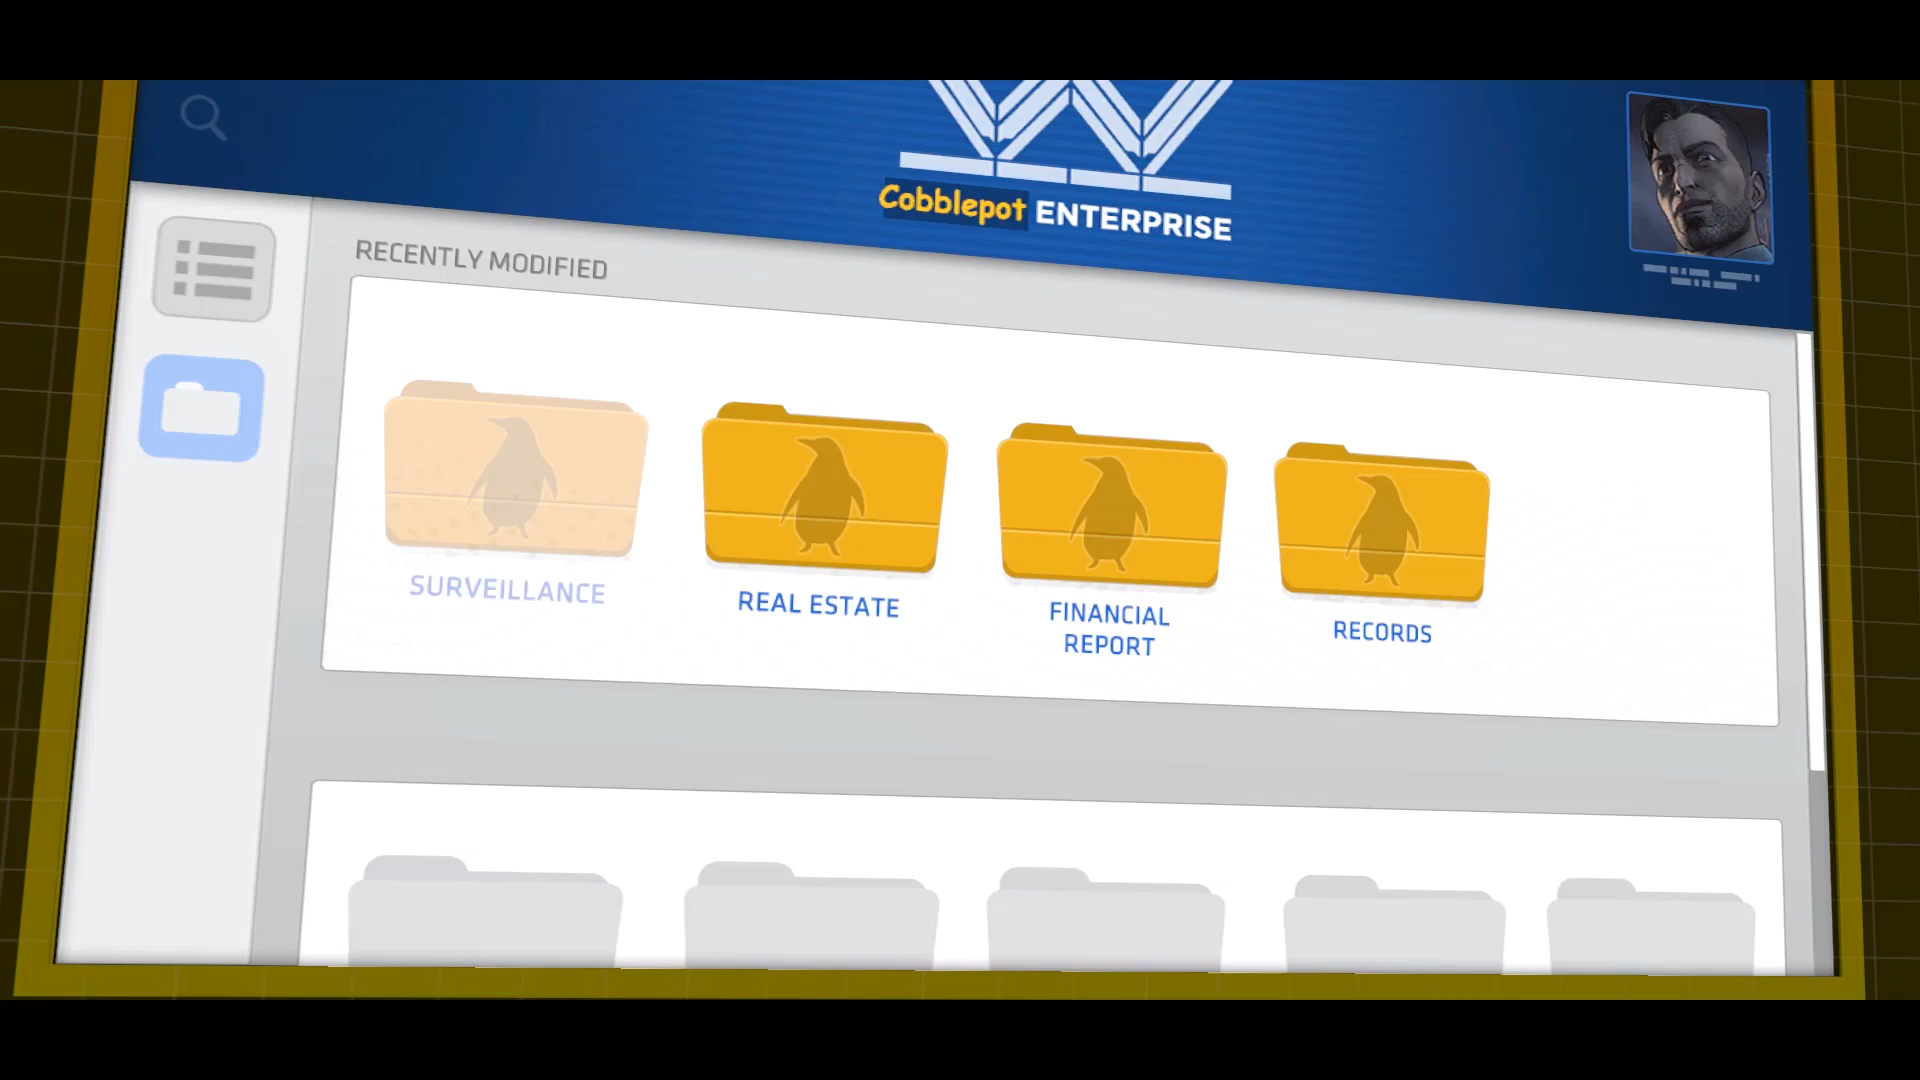 Cobblepot ENTERPRISE
RECENTLY MODIFIED
SURVEILLANCE
REAL ESTATE
FINANCIAL
REPORT
RECORDS